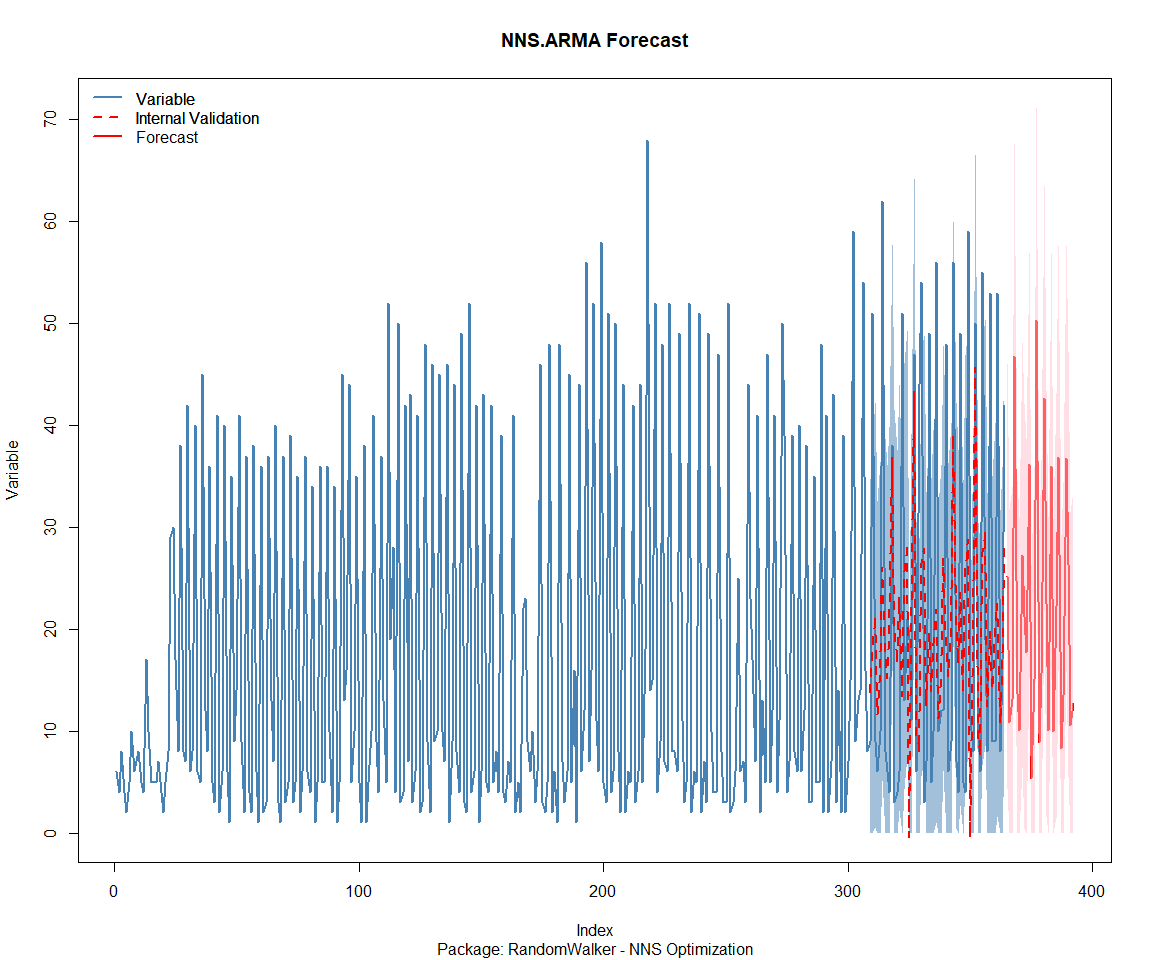 NNS.ARMA Forecast
Variable
Internal Validation
Forecast
70
60
50
40
30
20
10
0
Variable
0 100 200 300 400
Index
Package: RandomWalker - NNS Optimization